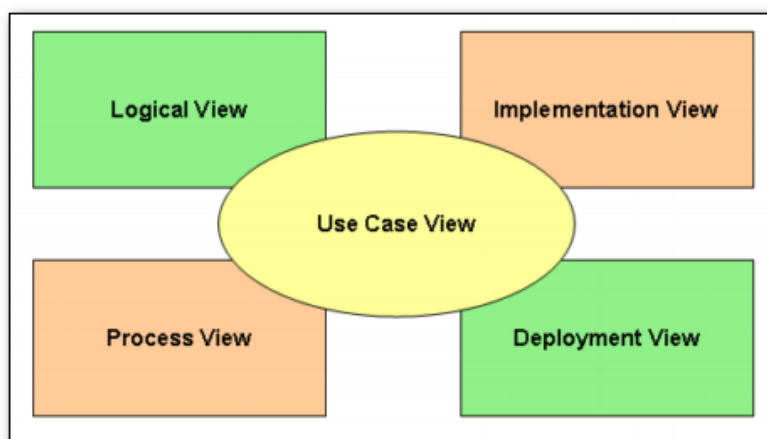 Logical View
Implementation View
Use Case View
Process View
Deployment View